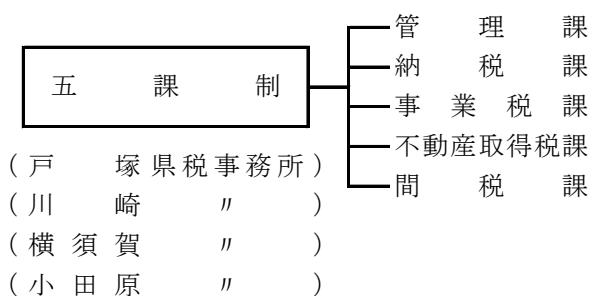 五課制
(戸塚県税事務所)
(川崎〃)
(横須賀〃)
(小田原〃)
管理課
納税課
事業税課
不動産取得税課
間税課